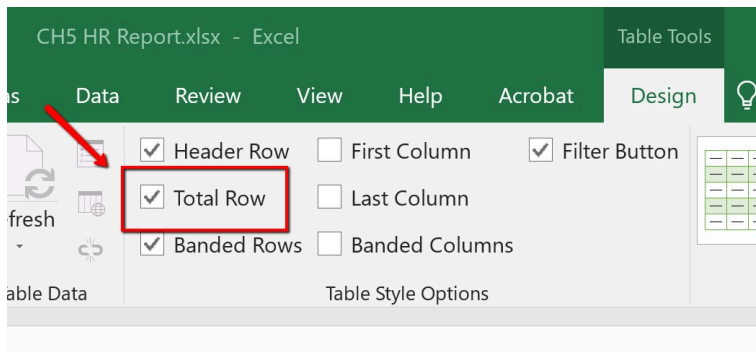 CH5 HR Report.xlsx - Excel
Table Tools
Data Review View Help Acrobat Design
Header Row First Column Filter Button
Total Row Last Column
Banded Rows Banded Columns
Table Style Options